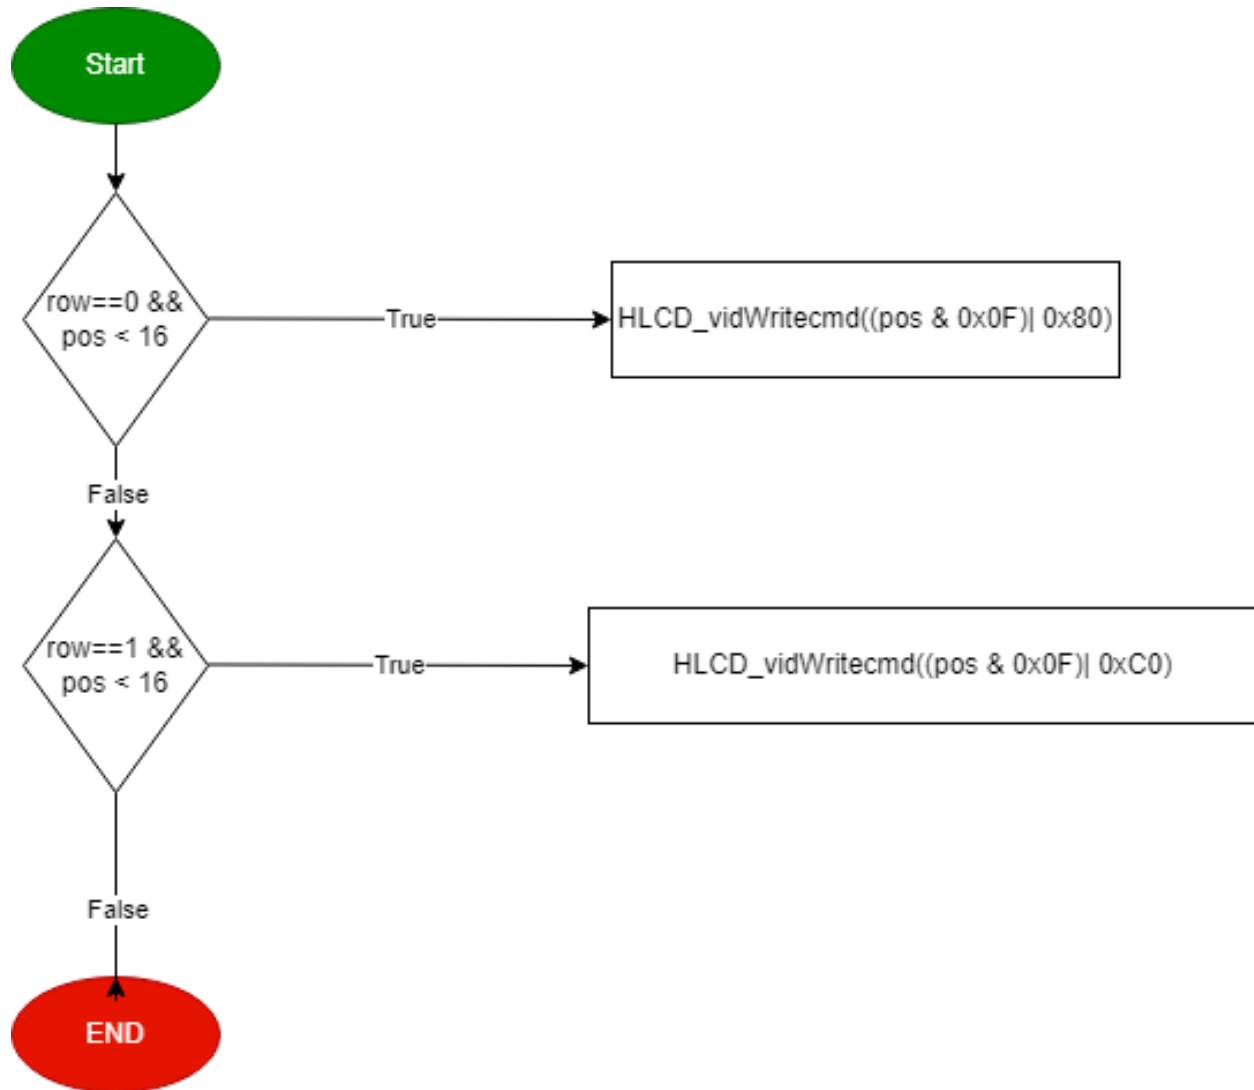 Start
row==0 &&
pos < 16
True
HLCD_vidWritecmd((pos & 0x0F)| 0x80)
False
row==1 &&
pos < 16
True
HLCD_vidWritecmd((pos & 0x0F)| 0xC0)
False
END